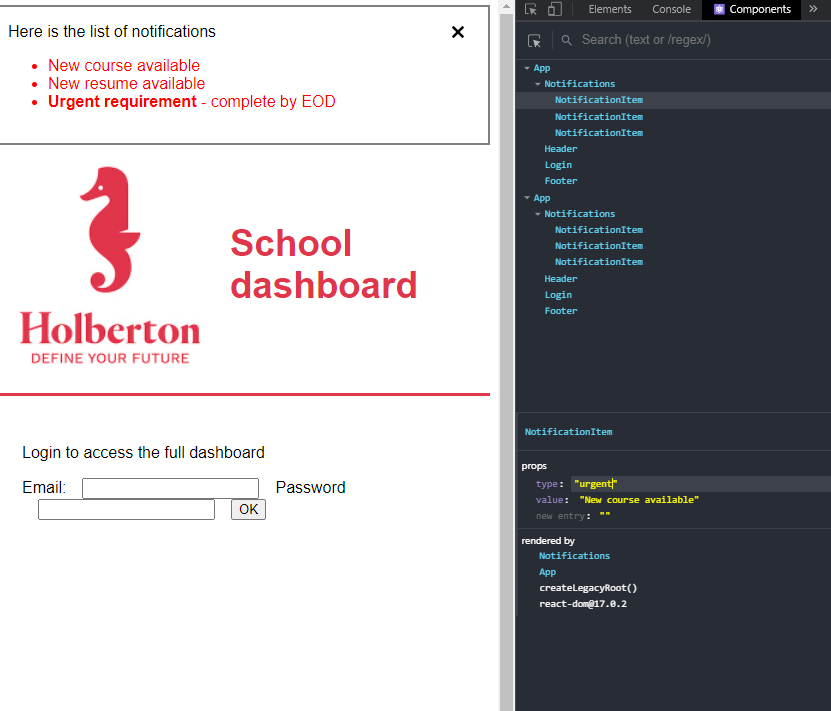 Here is the list of notifications
New course available
New resume available
Urgent requirement - complete by EOD
School
dashboard
Holberton
DEFINE YOUR FUTURE
Login to access the full dashboard
Email:
Password
OK
Elements Console Components »
Search (text or /regex/)
App
Notifications
NotificationItem
NotificationItem
NotificationItem
Header
Login
Footer
App
Notifications
NotificationItem
NotificationItem
NotificationItem
Header
Login
Footer
NotificationItem
props
type: "urgent"
value: "New course available"
new entry: ""
rendered by
Notifications
App
createLegacyRoot()
react-dom@17.0.2